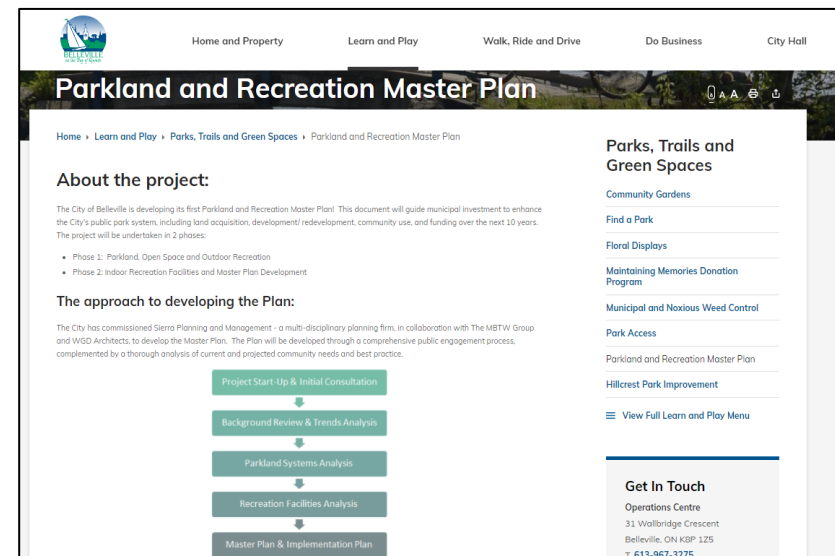 BELLEVILLE
on the Bay of Quinte
Home and Property
Learn and Play
Walk, Ride and Drive
Do Business
City Hall
Parkland and Recreation Master Plan
A A A
Home › Learn and Play › Parks, Trails and Green Spaces › Parkland and Recreation Master Plan
About the project:
The City of Belleville is developing its first Parkland and Recreation Master Plan! This document will guide municipal investment to enhance
the City's public park system, including land acquisition, development/ redevelopment, community use, and funding over the next 10 years.
The project will be undertaken in 2 phases:
• Phase 1: Parkland, Open Space and Outdoor Recreation
• Phase 2: Indoor Recreation Facilities and Master Plan Development
The approach to developing the Plan:
The City has commissioned Sierra Planning and Management - a multi-disciplinary planning firm, in collaboration with The MBTW Group
and WGD Architects, to develop the Master Plan. The Plan will be developed through a comprehensive public engagement process,
complemented by a thorough analysis of current and projected community needs and best practice.
Project Start-Up & Initial Consultation
Background Review & Trends Analysis
Parkland Systems Analysis
Recreation Facilities Analysis
Master Plan & Implementation Plan
Parks, Trails and
Green Spaces
Community Gardens
Find a Park
Floral Displays
Maintaining Memories Donation
Program
Municipal and Noxious Weed Control
Park Access
Parkland and Recreation Master Plan
Hillcrest Park Improvement
View Full Learn and Play Menu
Get In Touch
Operations Centre
31 Wallbridge Crescent
Belleville, ON K8P 1Z5
T. 613-967-3275